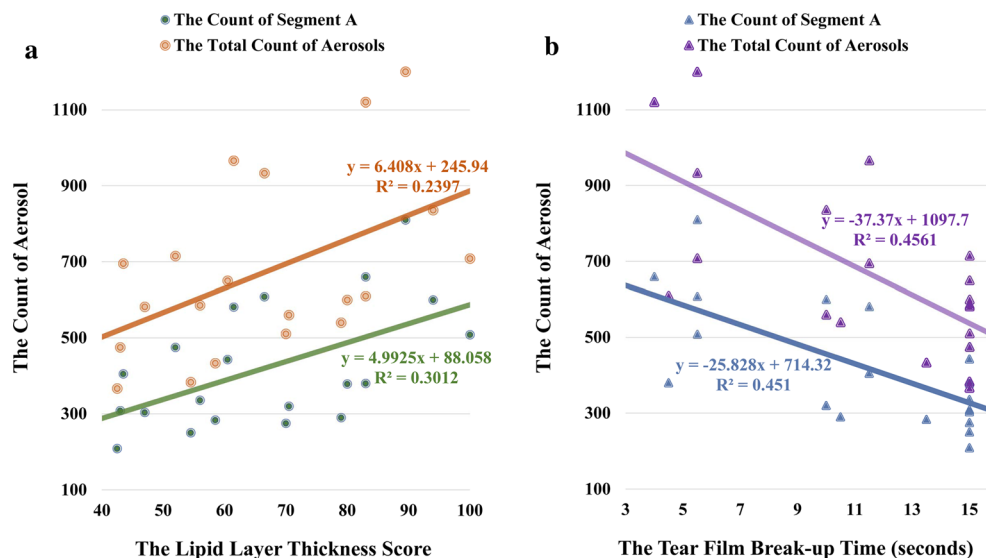 The Count of Segment A
The Total Count of Aerosols
a
The Count of Aerosol
1100
900
700
500
300
100
y = 6.408x + 245.94
R² = 0.2397
y = 4.9925x + 88.058
R² = 0.3012
40 50 60 70 80 90 100
The Lipid Layer Thickness Score
The Count of Segment A
The Total Count of Aerosols
b
The Count of Aerosol
1100
900
700
500
300
100
y = -37.37x + 1097.7
R² = 0.4561
y = -25.828x + 714.32
R² = 0.451
3 5 7 9 11 13 15
The Tear Film Break-up Time (seconds)